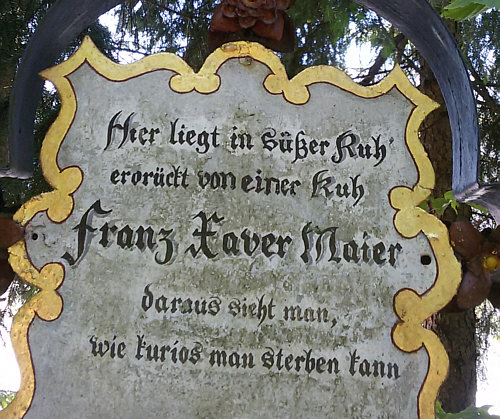 Hier liegt in süßer Ruh'
erdrückt von einer Kuh
Franz Xaver Maier
daraus sieht man,
wie kurios man sterben kann